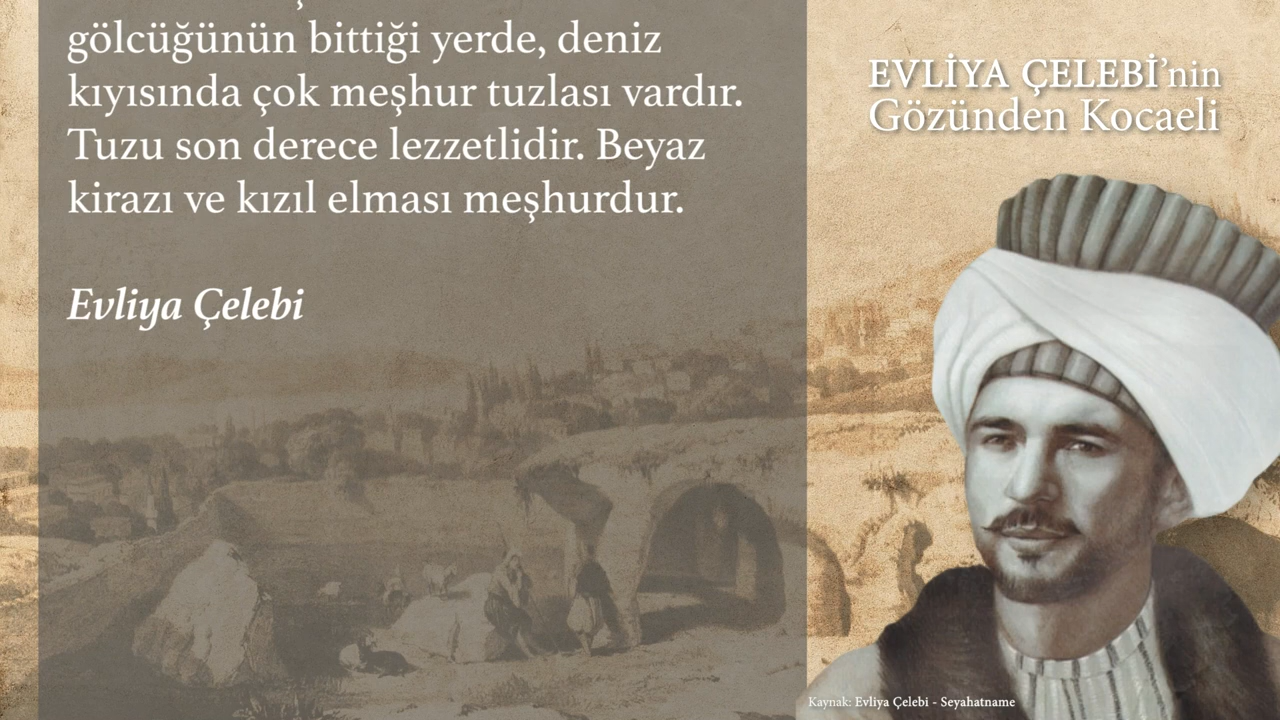 gölcüğünün bittiği yerde, deniz
kıyısında çok meşhur tuzlası vardır.
Tuzu son derece lezzetlidir. Beyaz
kirazı ve kızıl elması meşhurdur.
Evliya Çelebi
EVLİYA ÇELEBİ’nin
Gözünden Kocaeli
Kaynak: Evliya Çelebi - Seyahatname